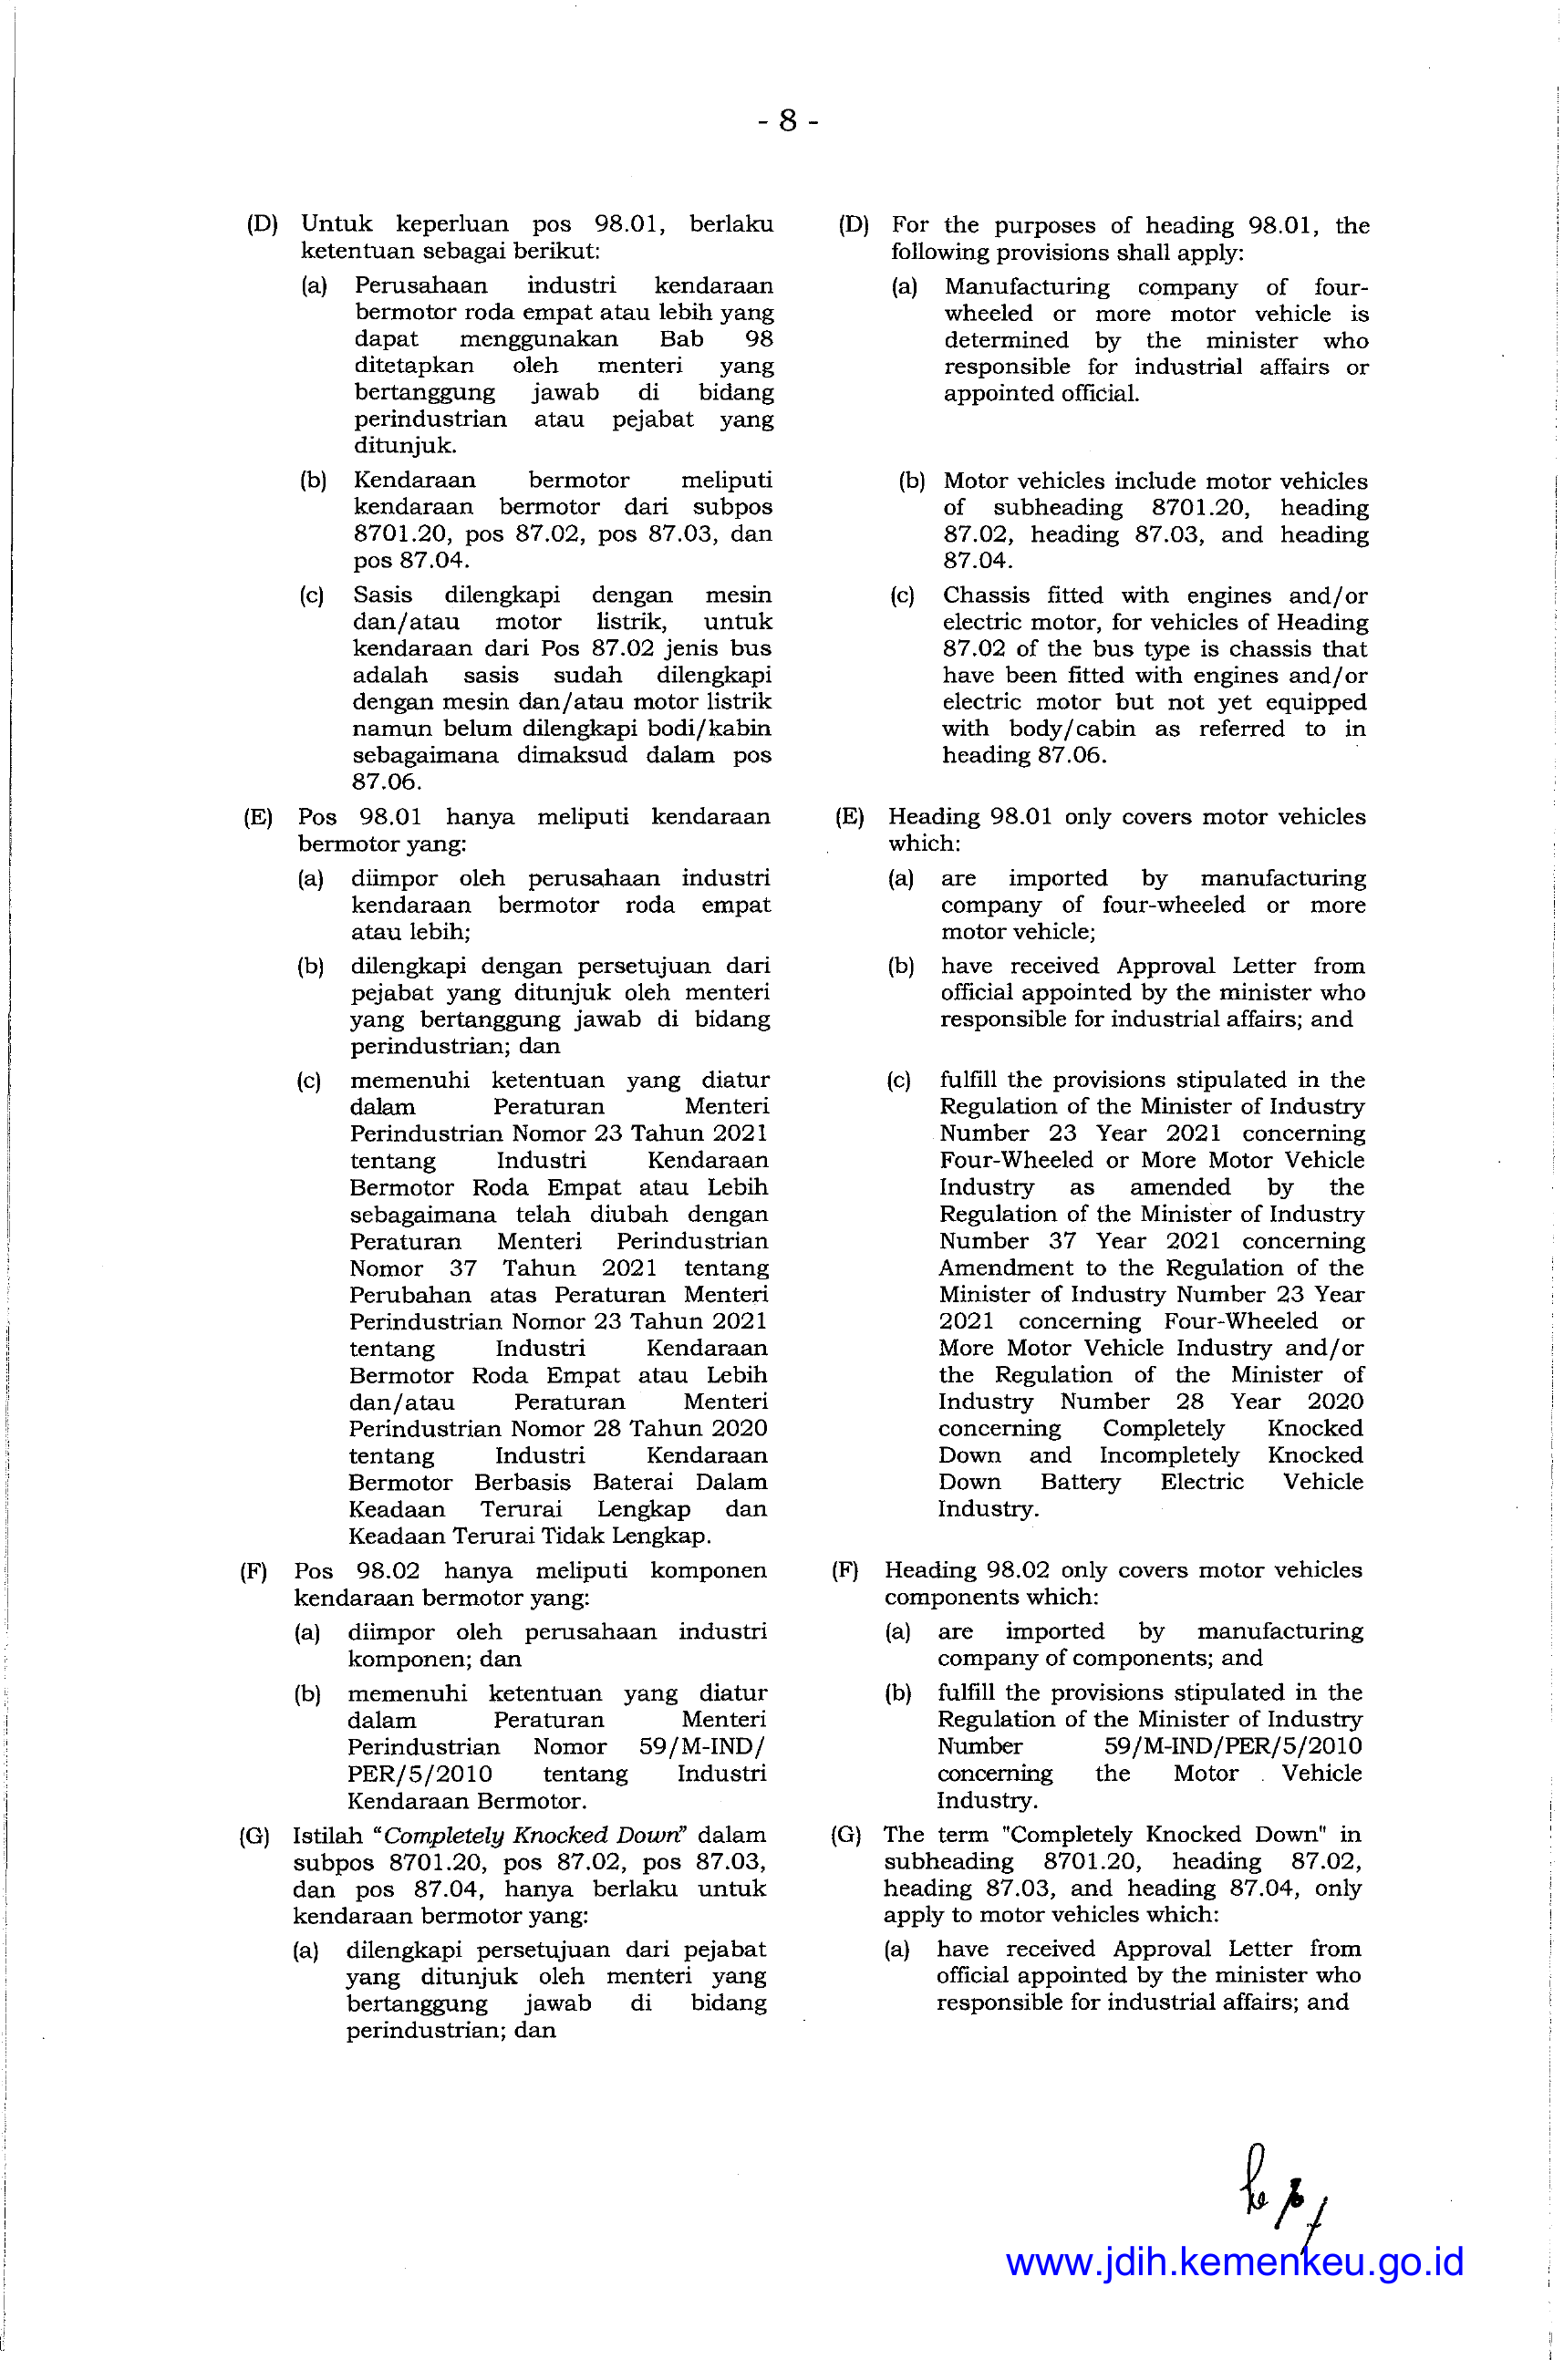 - 8 -
(D) Untuk keperluan pos 98.01, berlaku
ketentuan sebagai berikut:
(a) Perusahaan industri kendaraan
bermotor roda empat atau lebih yang
dapat menggunakan Bab 98
ditetapkan oleh menteri yang
bertanggung jawab di bidang
perindustrian atau pejabat yang
ditunjuk.
(b) Kendaraan bermotor meliputi
kendaraan bermotor dari subpos
8701.20, pos 87.02, pos 87.03, dan
pos 87.04.
(c) Sasis dilengkapi dengan mesin
dan/atau motor listrik, untuk
kendaraan dari Pos 87.02 jenis bus
adalah sasis sudah dilengkapi
dengan mesin dan/atau motor listrik
namun belum dilengkapi bodi/kabin
sebagaimana dimaksud dalam pos
87.06.
(E) Pos 98.01 hanya meliputi kendaraan
bermotor yang:
(a) diimpor oleh perusahaan industri
kendaraan bermotor roda empat
atau lebih;
(b) dilengkapi dengan persetujuan dari
pejabat yang ditunjuk oleh menteri
yang bertanggung jawab di bidang
perindustrian; dan
(c) memenuhi ketentuan yang diatur
dalam Peraturan Menteri
Perindustrian Nomor 23 Tahun 2021
tentang Industri Kendaraan
Bermotor Roda Empat atau Lebih
sebagaimana telah diubah dengan
Peraturan Menteri Perindustrian
Nomor 37 Tahun 2021 tentang
Perubahan atas Peraturan Menteri
Perindustrian Nomor 23 Tahun 2021
tentang Industri Kendaraan
Bermotor Roda Empat atau Lebih
dan/atau Peraturan Menteri
Perindustrian Nomor 28 Tahun 2020
tentang Industri Kendaraan
Bermotor Berbasis Baterai Dalam
Keadaan Terurai Lengkap dan
Keadaan Terurai Tidak Lengkap.
(F) Pos 98.02 hanya meliputi komponen
kendaraan bermotor yang:
(a) diimpor oleh perusahaan industri
komponen; dan
(b) memenuhi ketentuan yang diatur
dalam Peraturan Menteri
Perindustrian Nomor 59/M-IND/
PER/5/2010 tentang Industri
Kendaraan Bermotor.
(G) Istilah “Completely Knocked Down” dalam
subpos 8701.20, pos 87.02, pos 87.03,
dan pos 87.04, hanya berlaku untuk
kendaraan bermotor yang:
(a) dilengkapi persetujuan dari pejabat
yang ditunjuk oleh menteri yang
bertanggung jawab di bidang
perindustrian; dan
(D) For the purposes of heading 98.01, the
following provisions shall apply:
(a) Manufacturing company of four-
wheeled or more motor vehicle is
determined by the minister who
responsible for industrial affairs or
appointed official.
(b) Motor vehicles include motor vehicles
of subheading 8701.20, heading
87.02, heading 87.03, and heading
87.04.
(c) Chassis fitted with engines and/or
electric motor, for vehicles of Heading
87.02 of the bus type is chassis that
have been fitted with engines and/or
electric motor but not yet equipped
with body/cabin as referred to in
heading 87.06.
(E) Heading 98.01 only covers motor vehicles
which:
(a) are imported by manufacturing
company of four-wheeled or more
motor vehicle;
(b) have received Approval Letter from
official appointed by the minister who
responsible for industrial affairs; and
(c) fulfill the provisions stipulated in the
Regulation of the Minister of Industry
Number 23 Year 2021 concerning
Four-Wheeled or More Motor Vehicle
Industry as amended by the
Regulation of the Minister of Industry
Number 37 Year 2021 concerning
Amendment to the Regulation of the
Minister of Industry Number 23 Year
2021 concerning Four-Wheeled or
More Motor Vehicle Industry and/or
the Regulation of the Minister of
Industry Number 28 Year 2020
concerning Completely Knocked
Down and Incompletely Knocked
Down Battery Electric Vehicle
Industry.
(F) Heading 98.02 only covers motor vehicles
components which:
(a) are imported by manufacturing
company of components; and
(b) fulfill the provisions stipulated in the
Regulation of the Minister of Industry
Number 59/M-IND/PER/5/2010
concerning the Motor Vehicle
Industry.
(G) The term "Completely Knocked Down" in
subheading 8701.20, heading 87.02,
heading 87.03, and heading 87.04, only
apply to motor vehicles which:
(a) have received Approval Letter from
official appointed by the minister who
responsible for industrial affairs; and
www.jdih.kemenkeu.go.id